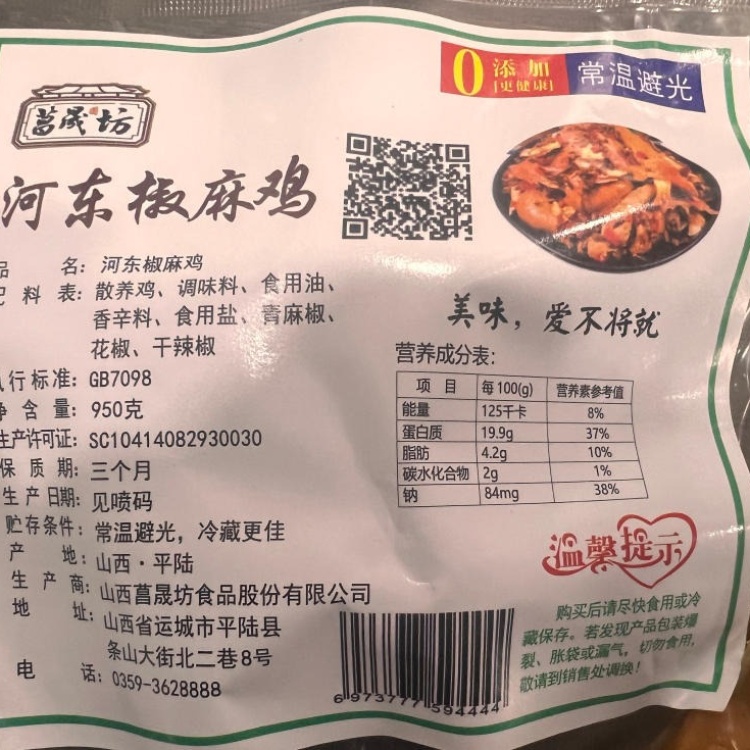 0 添加
更健康
常温避光
菖晟坊
河东椒麻鸡
品 名：河东椒麻鸡
配料表：散养鸡、调味料、食用油、
香辛料、食用盐、青麻椒、
花椒、干辣椒
执行标准：GB7098
净含量：950克
生产许可证：SC10414082930030
保质期：三个月
生产日期：见喷码
贮存条件：常温避光，冷藏更佳
产 地：山西·平陆
生产商：山西菖晟坊食品股份有限公司
地 址：山西省运城市平陆县
条山大街北二巷8号
电 话：0359-3628888
美味，爱不将就
营养成分表：
项 目 每100(g) 营养素参考值
能量 125千卡 8%
蛋白质 19.9g 37%
脂肪 4.2g 10%
碳水化合物 2g 1%
钠 84mg 38%
温馨提示
购买后请尽快食用或冷
藏保存。若发现产品包装爆
裂、胀袋或漏气，切勿食用，
敬请到销售处调换！
6 973777 594444